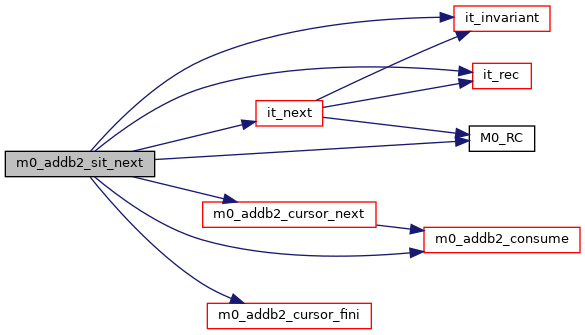 it_invariant
it_rec
it_next
M0_RC
m0_addb2_sit_next
m0_addb2_cursor_next
m0_addb2_consume
m0_addb2_cursor_fini